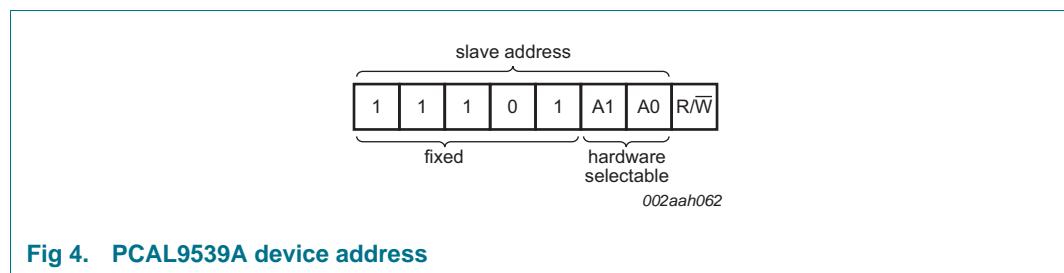 slave address
1 1 1 0 1 A1 A0 R/W̅
fixed
hardware
selectable
002aah062
Fig 4. PCAL9539A device address